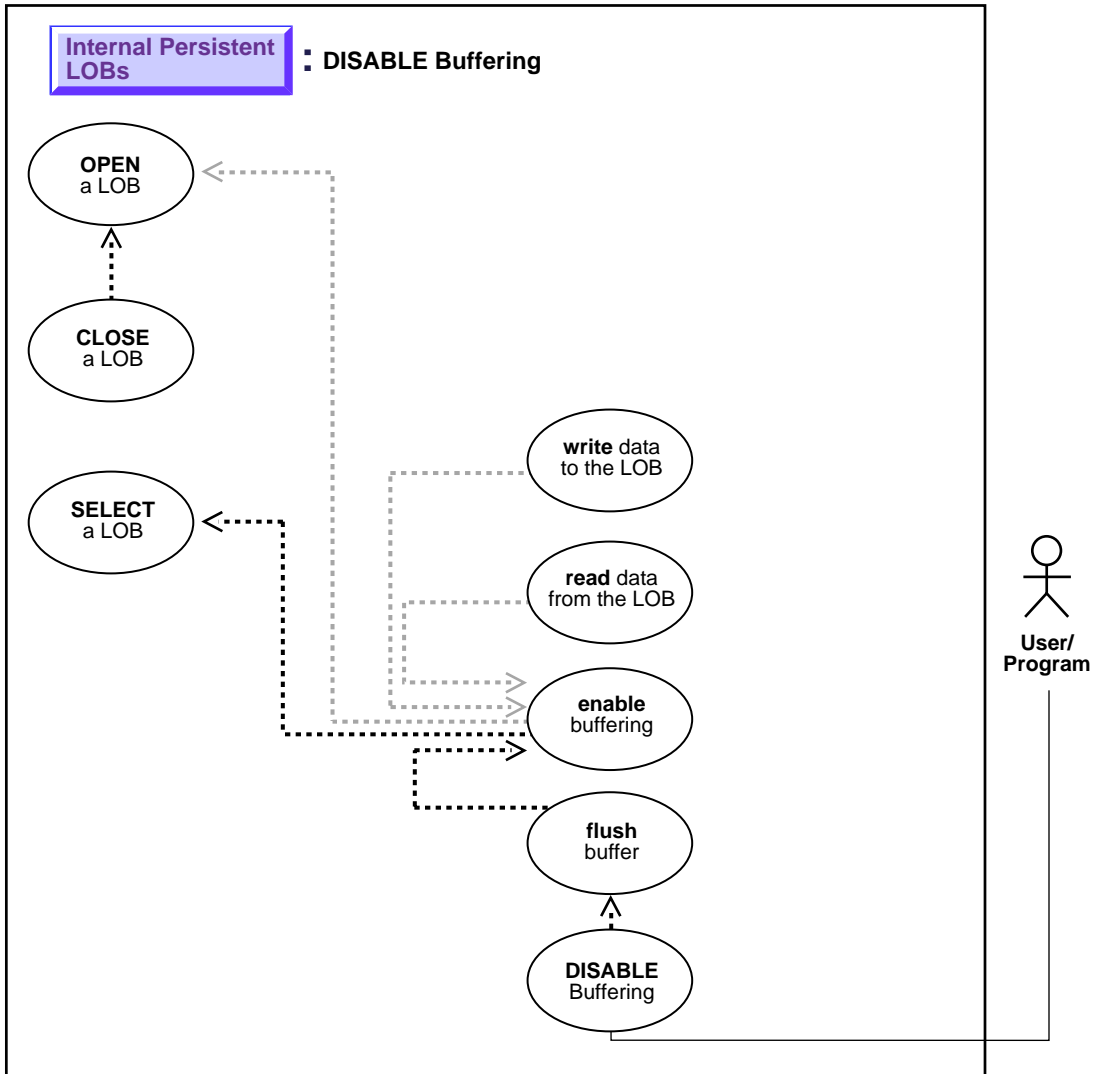 Internal Persistent
LOBs
: DISABLE Buffering
OPEN
a LOB
CLOSE
a LOB
write data
to the LOB
SELECT
a LOB
read data
from the LOB
User/
Program
enable
buffering
flush
buffer
DISABLE
Buffering